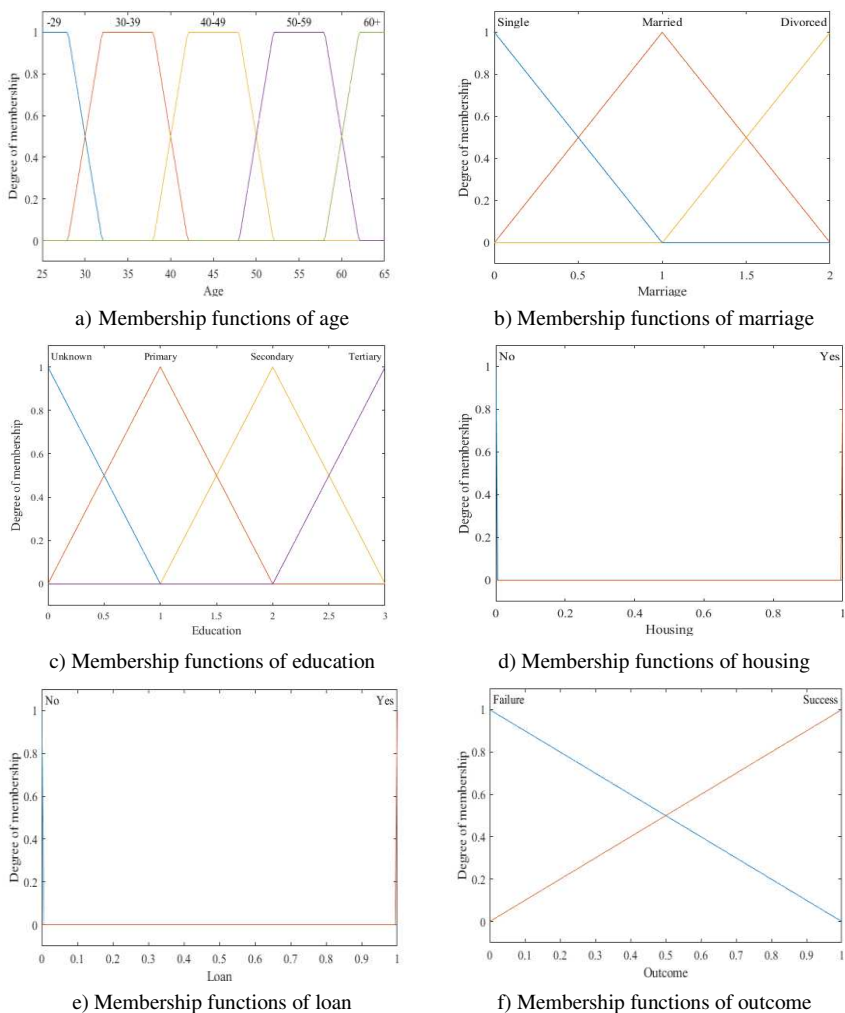 -29 30-39 40-49 50-59 60+
Degree of membership
1
0.8
0.6
0.4
0.2
0
25 30 35 40 45 50 55 60 65
Age
a) Membership functions of age
Single Married Divorced
Degree of membership
1
0.8
0.6
0.4
0.2
0
0 0.5 1 1.5 2
Marriage
b) Membership functions of marriage
Unknown Primary Secondary Tertiary
Degree of membership
1
0.8
0.6
0.4
0.2
0
0 0.5 1 1.5 2 2.5 3
Education
c) Membership functions of education
No Yes
Degree of membership
1
0.8
0.6
0.4
0.2
0
0 0.2 0.4 0.6 0.8 1
Housing
d) Membership functions of housing
No Yes
Degree of membership
1
0.8
0.6
0.4
0.2
0
0 0.1 0.2 0.3 0.4 0.5 0.6 0.7 0.8 0.9 1
Loan
e) Membership functions of loan
Failure Success
Degree of membership
1
0.8
0.6
0.4
0.2
0
0 0.1 0.2 0.3 0.4 0.5 0.6 0.7 0.8 0.9 1
Outcome
f) Membership functions of outcome